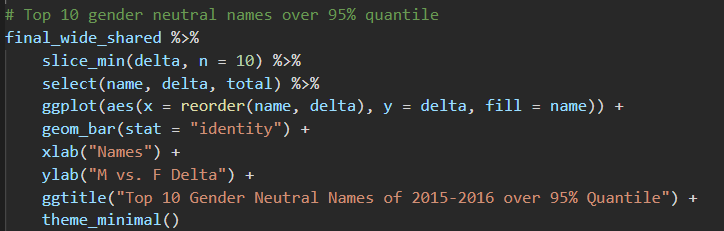 # Top 10 gender neutral names over 95% quantile
final_wide_shared %>%
    slice_min(delta, n = 10) %>%
    select(name, delta, total) %>%
    ggplot(aes(x = reorder(name, delta), y = delta, fill = name)) +
    geom_bar(stat = "identity") +
    xlab("Names") +
    ylab("M vs. F Delta") +
    ggtitle("Top 10 Gender Neutral Names of 2015-2016 over 95% Quantile") +
    theme_minimal()